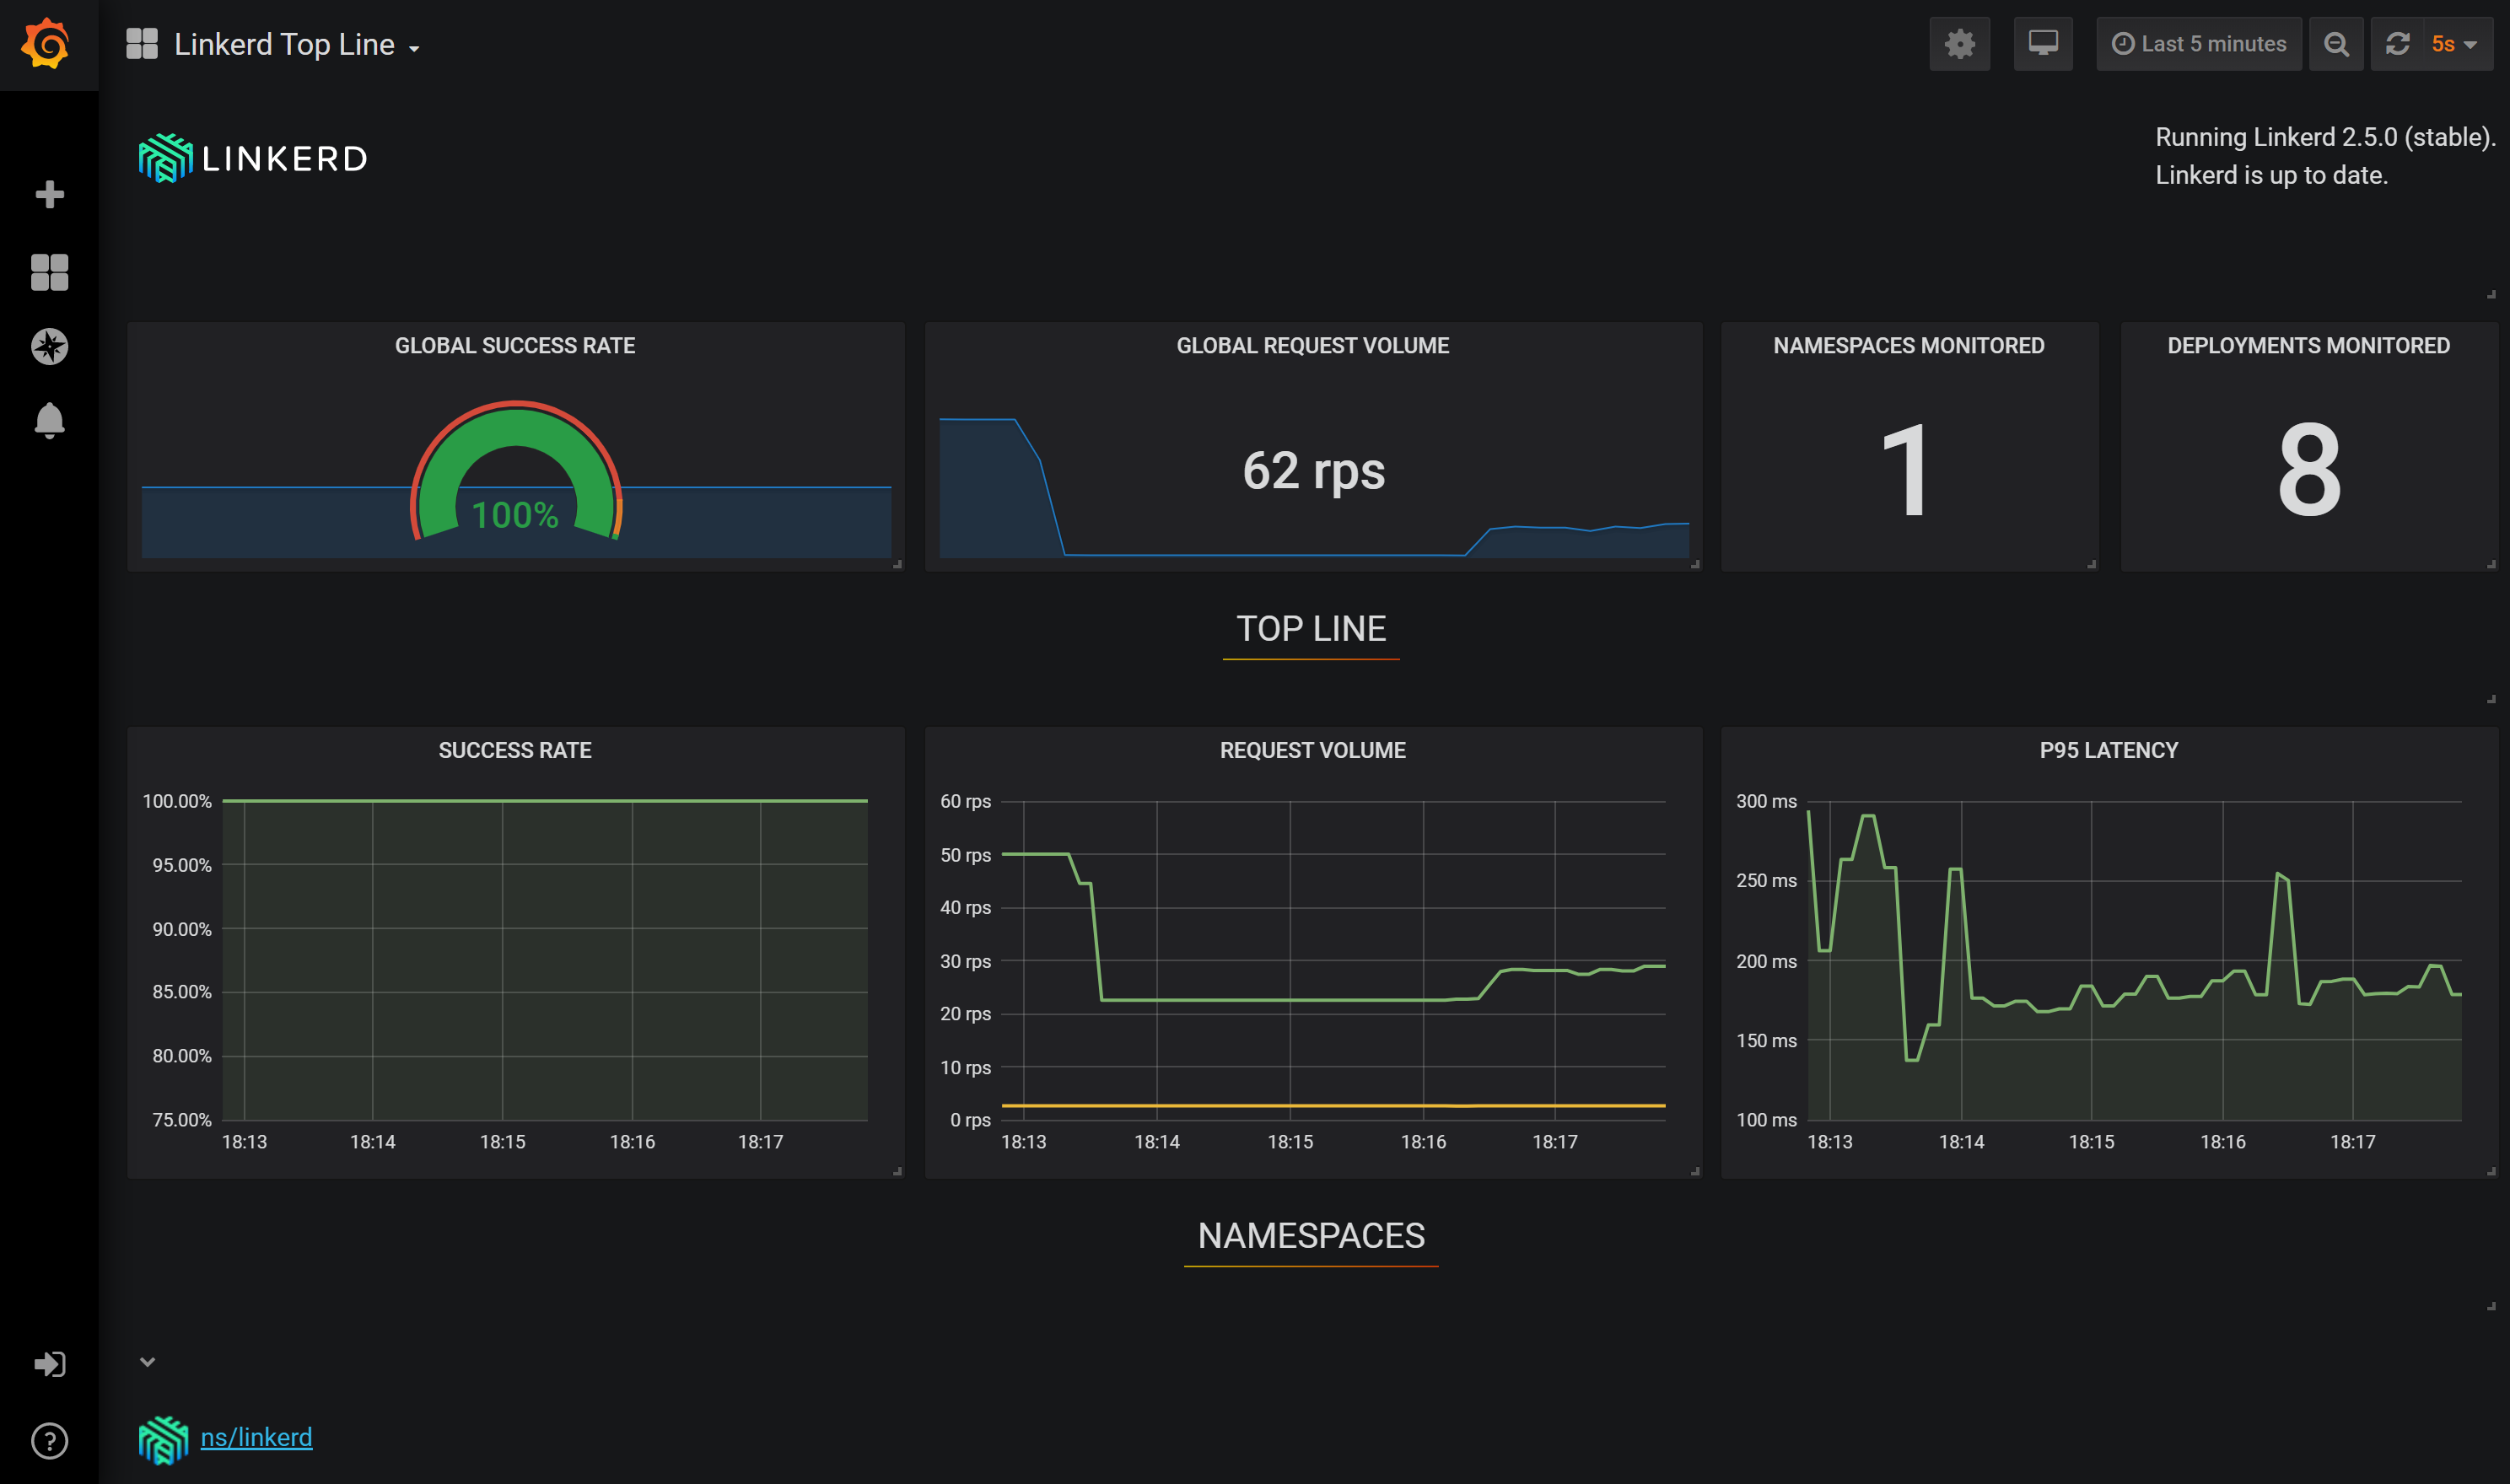 Linkerd Top Line
Last 5 minutes
5s
LINKERD
Running Linkerd 2.5.0 (stable).
Linkerd is up to date.
GLOBAL SUCCESS RATE
100%
GLOBAL REQUEST VOLUME
62 rps
NAMESPACES MONITORED
1
DEPLOYMENTS MONITORED
8
TOP LINE
SUCCESS RATE
100.00%
95.00%
90.00%
85.00%
80.00%
75.00%
18:13 18:14 18:15 18:16 18:17
REQUEST VOLUME
60 rps
50 rps
40 rps
30 rps
20 rps
10 rps
0 rps
18:13 18:14 18:15 18:16 18:17
P95 LATENCY
300 ms
250 ms
200 ms
150 ms
100 ms
18:13 18:14 18:15 18:16 18:17
NAMESPACES
ns/linkerd